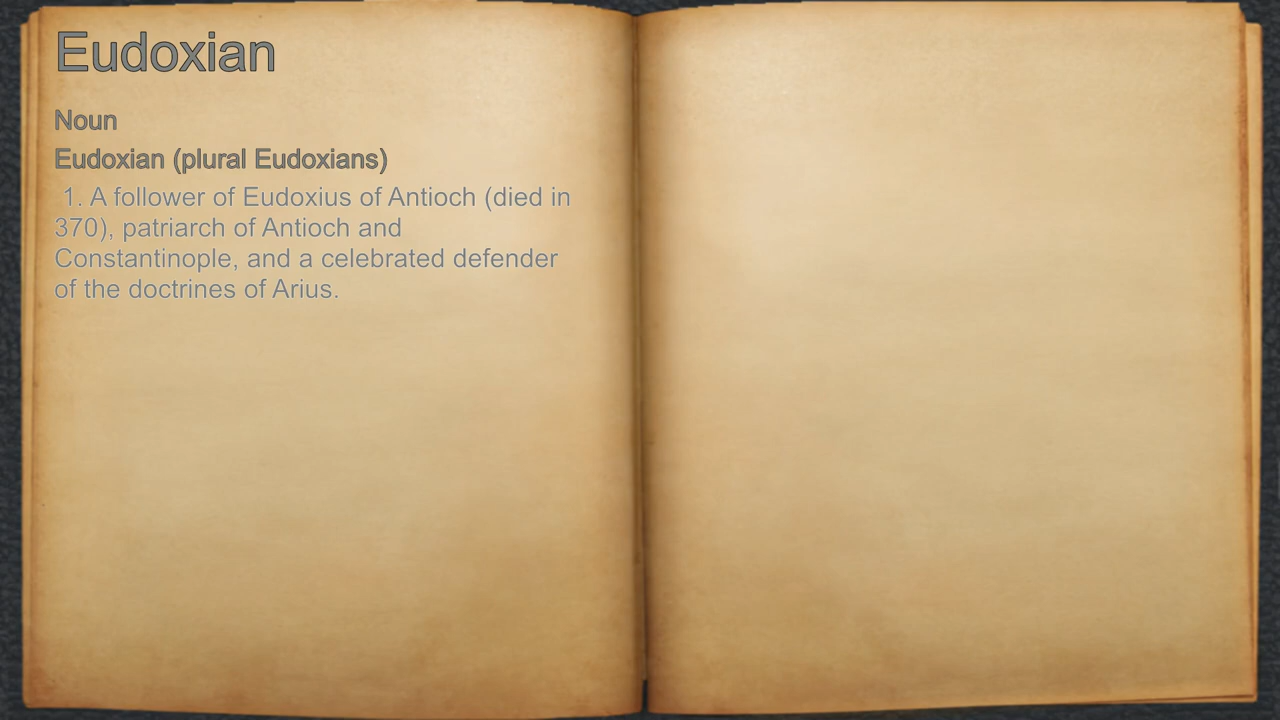 Eudoxian
Noun
Eudoxian (plural Eudoxians)
1. A follower of Eudoxius of Antioch (died in
370), patriarch of Antioch and
Constantinople, and a celebrated defender
of the doctrines of Arius.